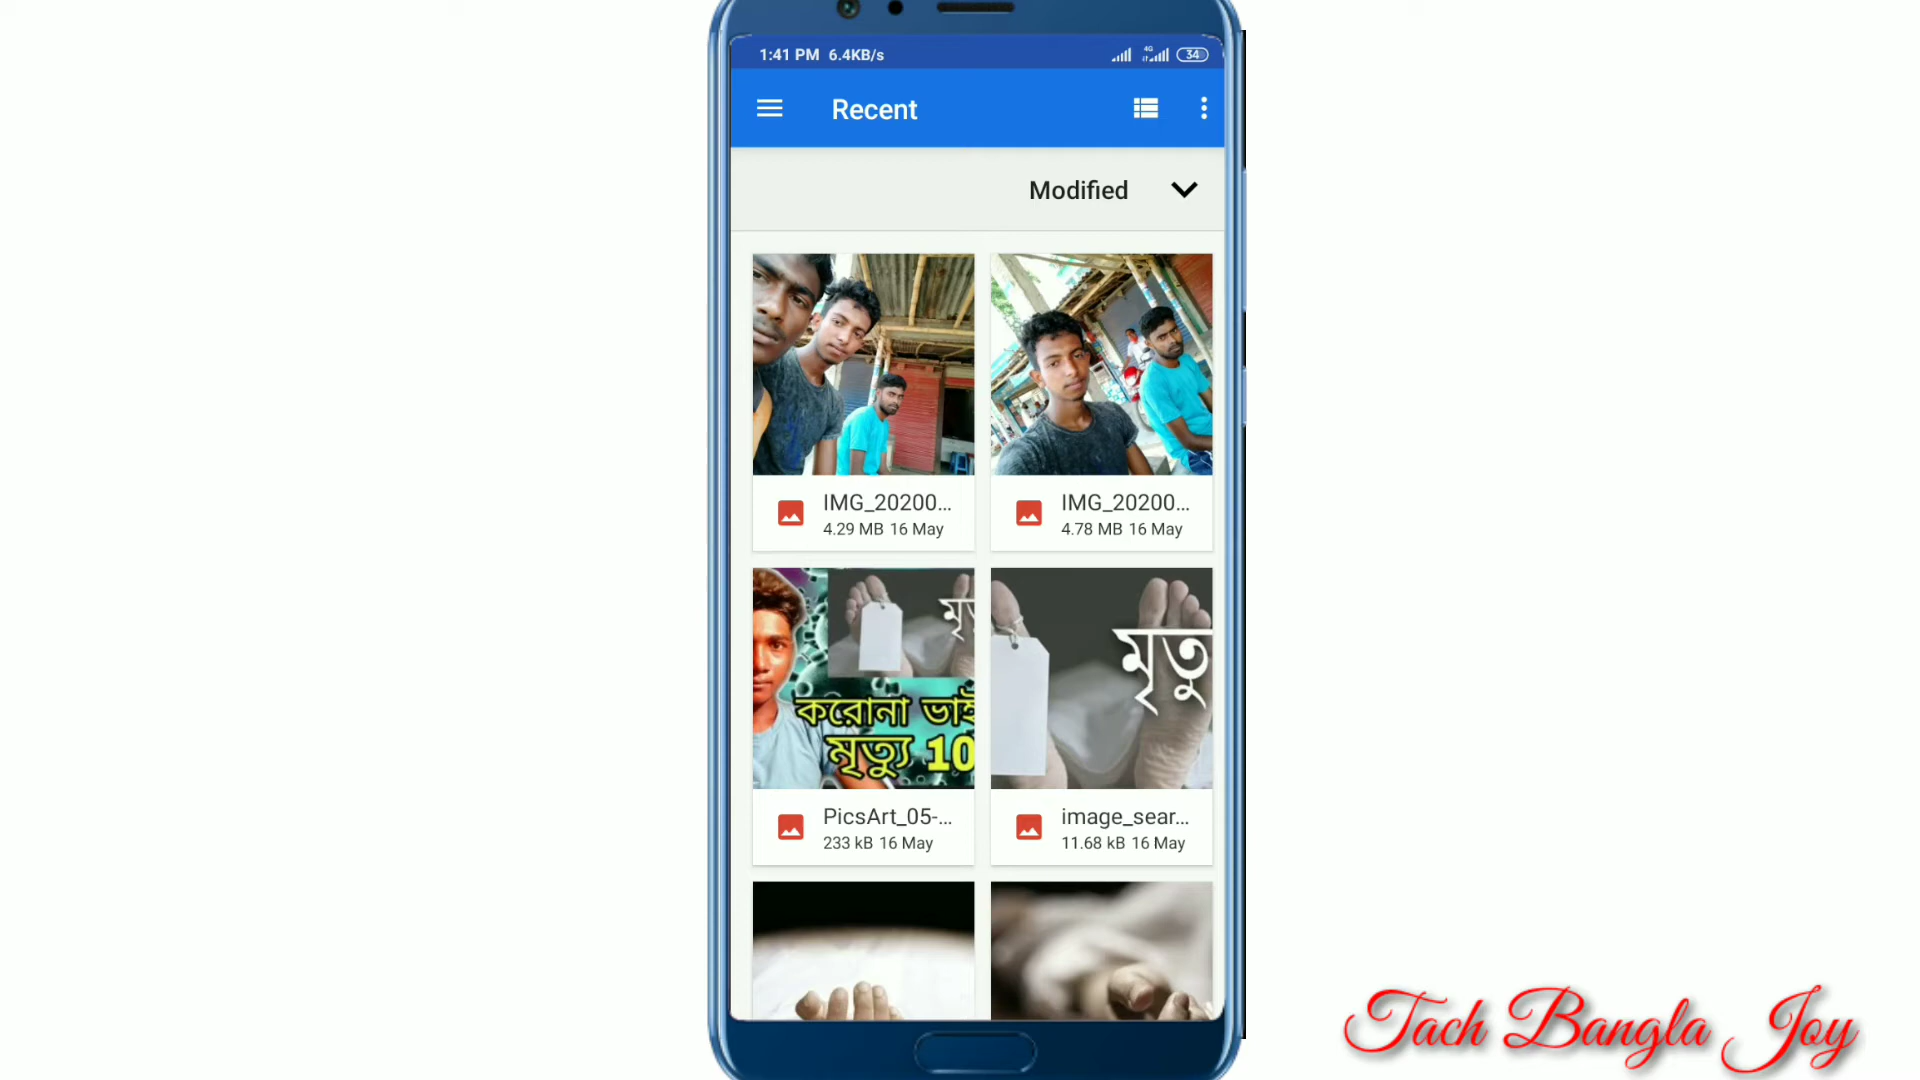 1:41 PM 6.4KB/s 4G 34
Recent
Modified
IMG_20200...
4.29 MB 16 May
IMG_20200...
4.78 MB 16 May
করোনা ভাই
মৃত্যু 10
PicsArt_05-...
233 kB 16 May
মৃত্যু
image_sear...
11.68 kB 16 May
Tach Bangla Joy